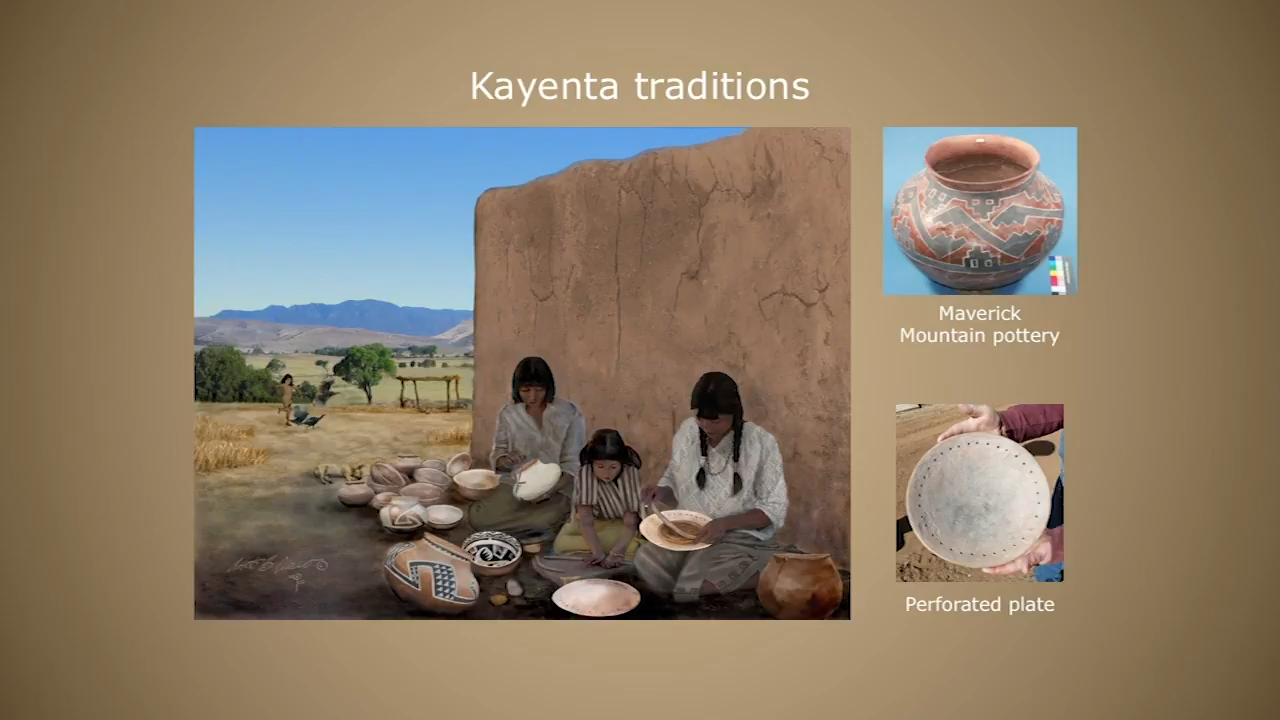 Kayenta traditions
Maverick
Mountain pottery
Perforated plate